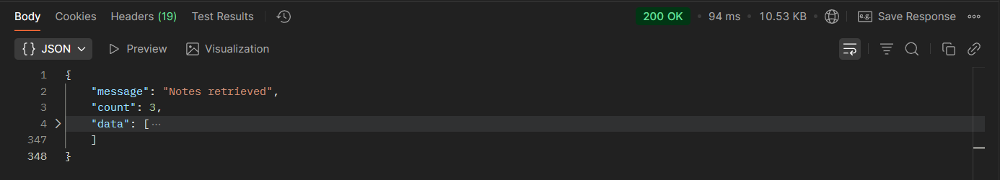 Body Cookies Headers (19) Test Results 200 OK • 94 ms • 10.53 KB • e.g. Save Response
{} JSON Preview Visualization
1 {
2 "message": "Notes retrieved",
3 "count": 3,
4 "data": [ ···
347 ]
348 }